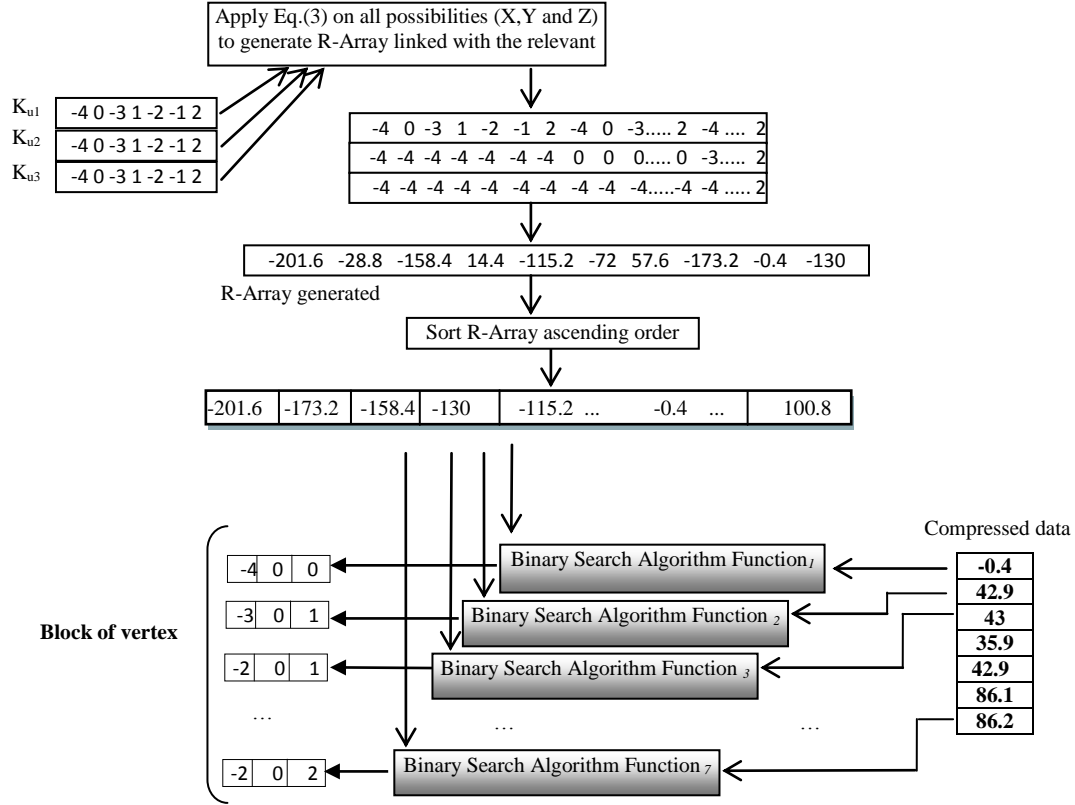 Apply Eq.(3) on all possibilities (X,Y and Z)
to generate R-Array linked with the relevant
Ku1 -4 0 -3 1 -2 -1 2
Ku2 -4 0 -3 1 -2 -1 2
Ku3 -4 0 -3 1 -2 -1 2
-4 0 -3 1 -2 -1 2 -4 0 -3..... 2 -4 .... 2
-4 -4 -4 -4 -4 -4 -4 0 0 0..... 0 -3..... 2
-4 -4 -4 -4 -4 -4 -4 -4 -4 -4.....-4 -4 ..... 2
-201.6 -28.8 -158.4 14.4 -115.2 -72 57.6 -173.2 -0.4 -130
R-Array generated
Sort R-Array ascending order
-201.6 -173.2 -158.4 -130 -115.2 ... -0.4 ... 100.8
Compressed data
-4 0 0 Binary Search Algorithm Function1 -0.4
42.9
-3 0 1 Binary Search Algorithm Function 2 43
Block of vertex
35.9
-2 0 1 Binary Search Algorithm Function 3 42.9
86.1
... ... ... 86.2
-2 0 2 Binary Search Algorithm Function 7